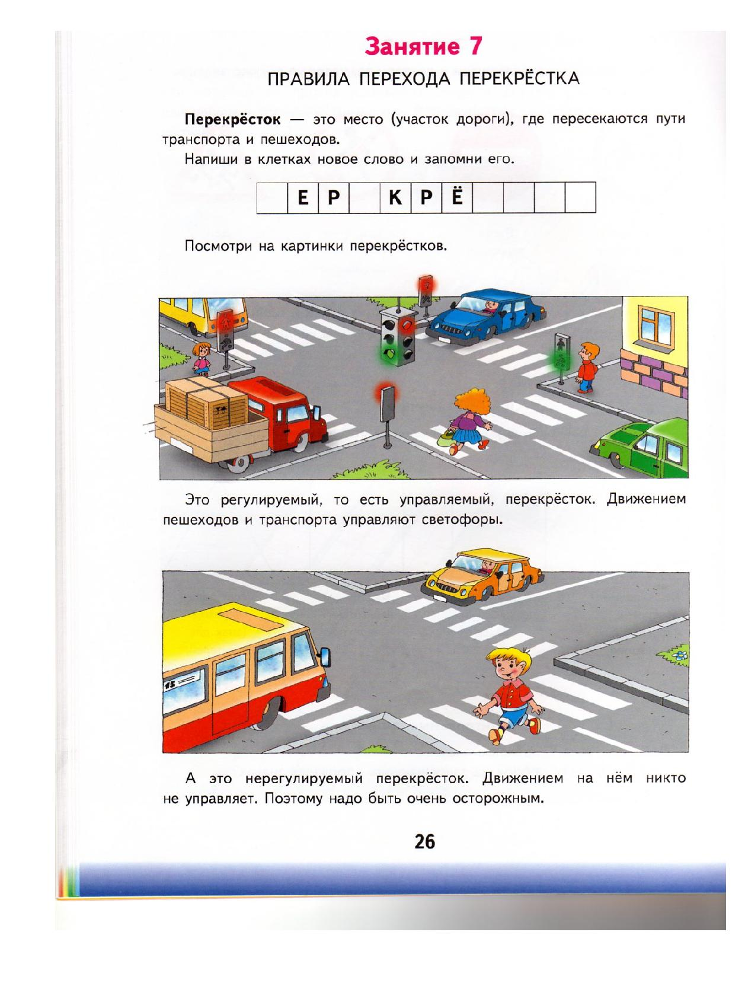 Занятие 7
ПРАВИЛА ПЕРЕХОДА ПЕРЕКРЁСТКА
Перекрёсток — это место (участок дороги), где пересекаются пути
транспорта и пешеходов.
Напиши в клетках новое слово и запомни его.
Е Р К Р Ё
Посмотри на картинки перекрёстков.
Это регулируемый, то есть управляемый, перекрёсток. Движением
пешеходов и транспорта управляют светофоры.
15
А это нерегулируемый перекрёсток. Движением на нём никто
не управляет. Поэтому надо быть очень осторожным.
26